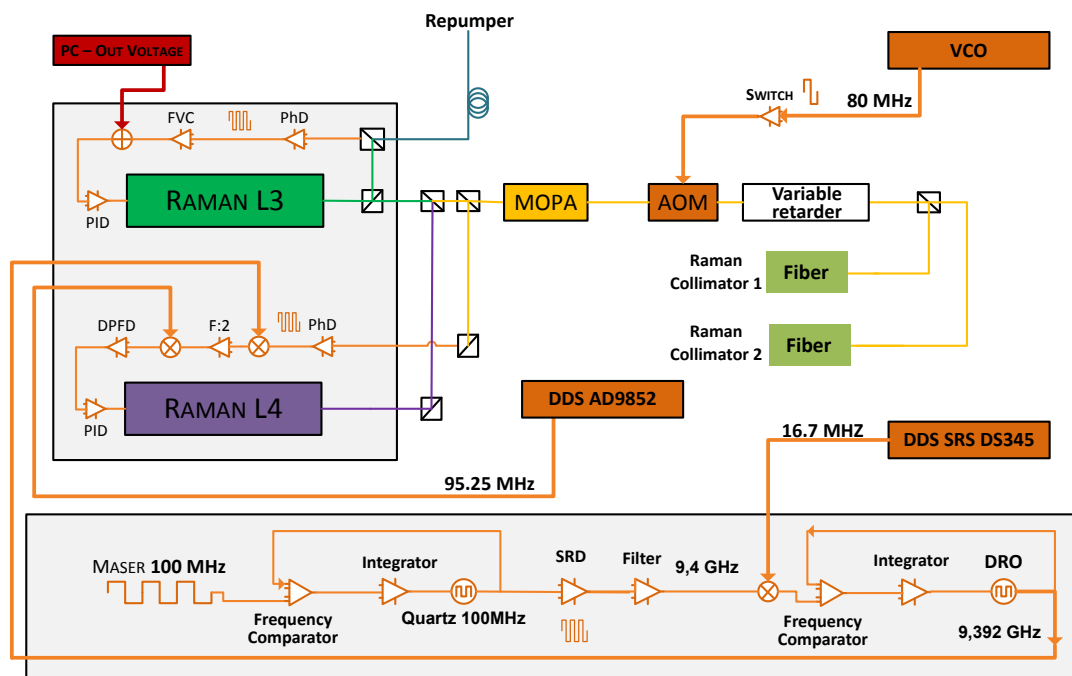 Repumper
PC – OUT VOLTAGE
VCO
SWITCH
80 MHz
FVC
PhD
PID
RAMAN L3
MOPA
AOM
Variable
retarder
Raman
Collimator 1
Fiber
DPFD
F:2
PhD
Raman
Collimator 2
Fiber
PID
RAMAN L4
DDS AD9852
16.7 MHZ
DDS SRS DS345
95.25 MHz
MASER 100 MHz
Integrator
SRD
Filter
9,4 GHz
Integrator
DRO
Frequency
Comparator
Quartz 100MHz
Frequency
Comparator
9,392 GHz